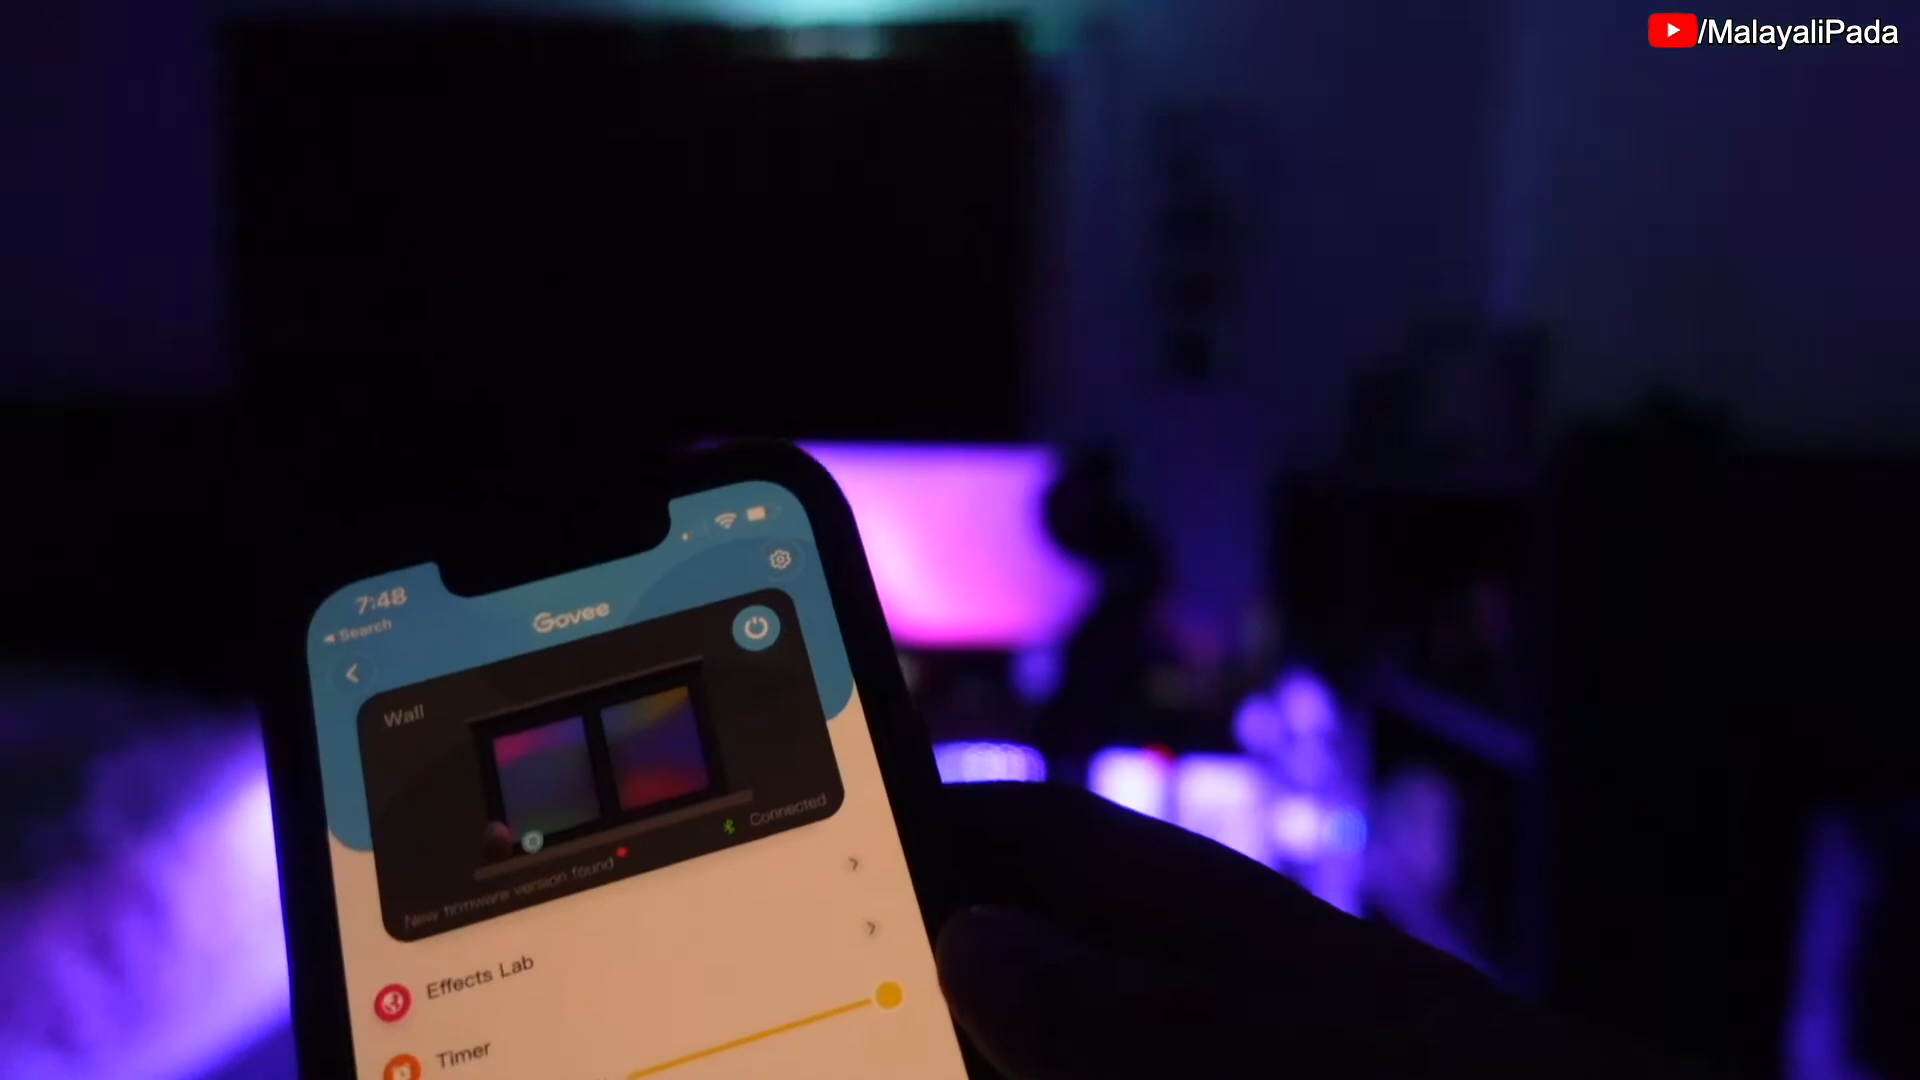 /MalayaliPada
7:48
Search
Govee
Wall
Connected
New firmware version found
Effects Lab
Timer